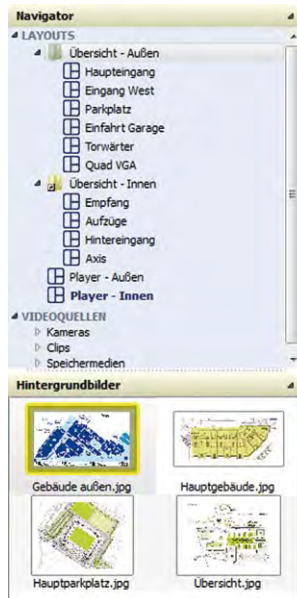 Navigator
LAYOUTS
Übersicht - Außen
Haupteingang
Eingang West
Parkplatz
Einfahrt Garage
Torwärter
Quad VGA
Übersicht - Innen
Empfang
Aufzüge
Hintereingang
Axis
Player - Außen
Player - Innen
VIDEOQUELLEN
Kameras
Clips
Speichermedien
Hintergrundbilder
Gebäude außen.jpg
Hauptgebäude.jpg
Hauptparkplatz.jpg
Übersicht.jpg